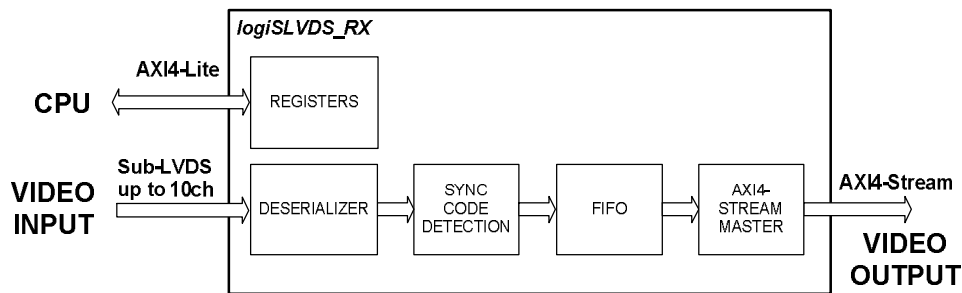 logiSLVDS_RX
AXI4-Lite
CPU
REGISTERS
Sub-LVDS
up to 10ch
VIDEO
INPUT
DESERIALIZER
SYNC
CODE
DETECTION
FIFO
AXI4-
STREAM
MASTER
AXI4-Stream
VIDEO
OUTPUT